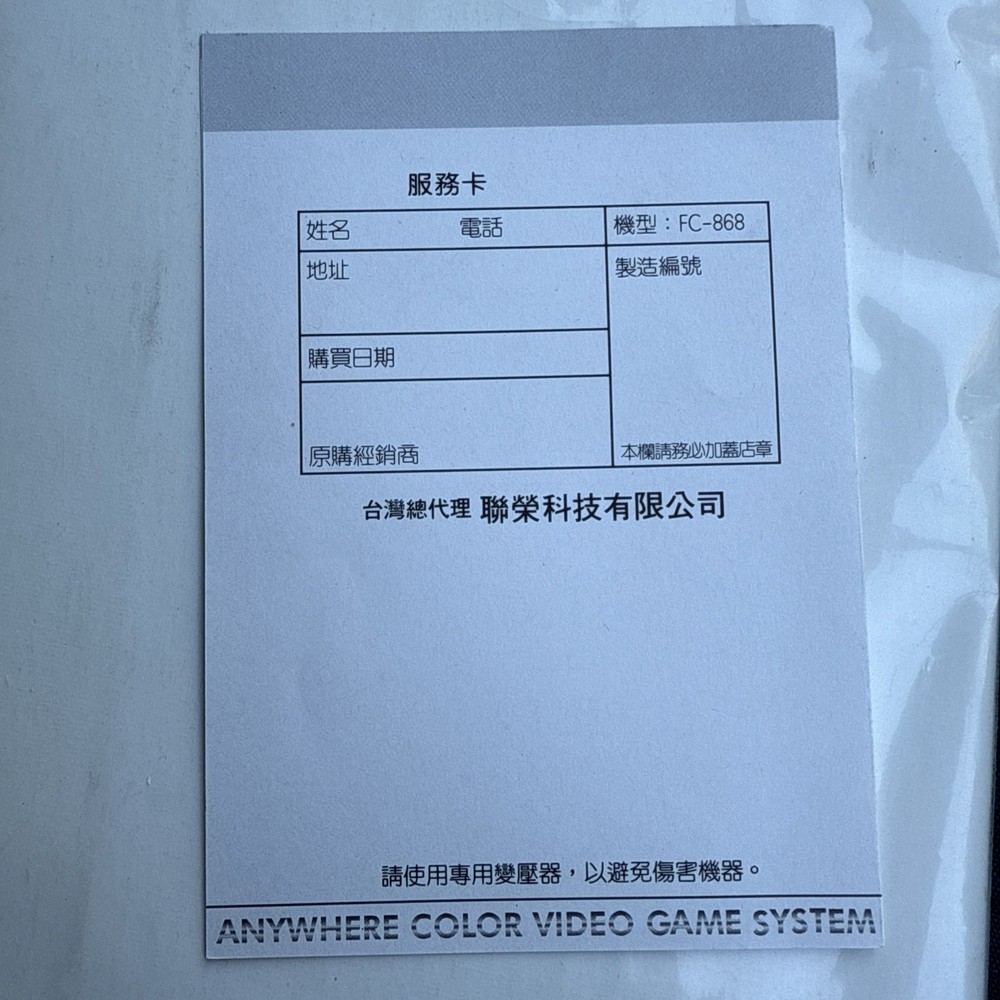 服務卡
姓名 電話 機型：FC-868
地址 製造編號
購買日期
原購經銷商 本欄請務必加蓋店章
台灣總代理 聯榮科技有限公司
請使用專用變壓器，以避免傷害機器。
ANYWHERE COLOR VIDEO GAME SYSTEM